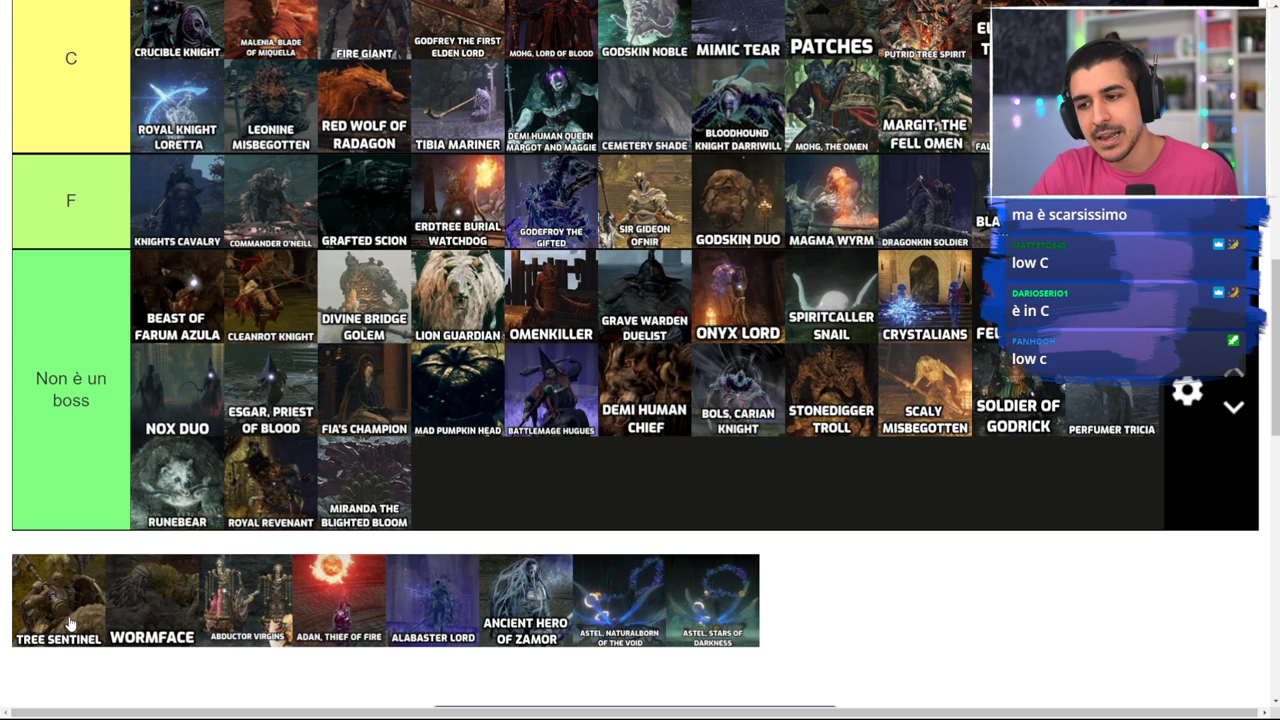 C
CRUCIBLE KNIGHT
MALENIA, BLADE
OF MIQUELLA
FIRE GIANT
GODFREY THE FIRST
ELDEN LORD
MOHG, LORD OF BLOOD
GODSKIN NOBLE
MIMIC TEAR
PATCHES
PUTRID TREE SPIRIT
ROYAL KNIGHT
LORETTA
LEONINE
MISBEGOTTEN
RED WOLF OF
RADAGON
TIBIA MARINER
DEMI HUMAN QUEEN
MARGOT AND MAGGIE
CEMETERY SHADE
BLOODHOUND
KNIGHT DARRIWILL
MOHG, THE OMEN
MARGIT, THE
FELL OMEN
F
KNIGHTS CAVALRY
COMMANDER O'NEILL
GRAFTED SCION
ERDTREE BURIAL
WATCHDOG
GODEFROY THE
GIFTED
SIR GIDEON
OFNIR
GODSKIN DUO
MAGMA WYRM
DRAGONKIN SOLDIER
BLA
Non è un
boss
BEAST OF
FARUM AZULA
CLEANROT KNIGHT
DIVINE BRIDGE
GOLEM
LION GUARDIAN
OMENKILLER
GRAVE WARDEN
DUELIST
ONYX LORD
SPIRITCALLER
SNAIL
CRYSTALIANS
FEL
NOX DUO
ESGAR, PRIEST
OF BLOOD
FIA'S CHAMPION
MAD PUMPKIN HEAD
BATTLEMAGE HUGUES
DEMI HUMAN
CHIEF
BOLS, CARIAN
KNIGHT
STONEDIGGER
TROLL
SCALY
MISBEGOTTEN
SOLDIER OF
GODRICK
PERFUMER TRICIA
RUNEBEAR
ROYAL REVENANT
MIRANDA THE
BLIGHTED BLOOM
TREE SENTINEL
WORMFACE
ABDUCTOR VIRGINS
ADAN, THIEF OF FIRE
ALABASTER LORD
ANCIENT HERO
OF ZAMOR
ASTEL, NATURALBORN
OF THE VOID
ASTEL, STARS OF
DARKNESS
ma è scarsissimo
low C
DARIOSERIO1
è in C
FANHOOH
low c